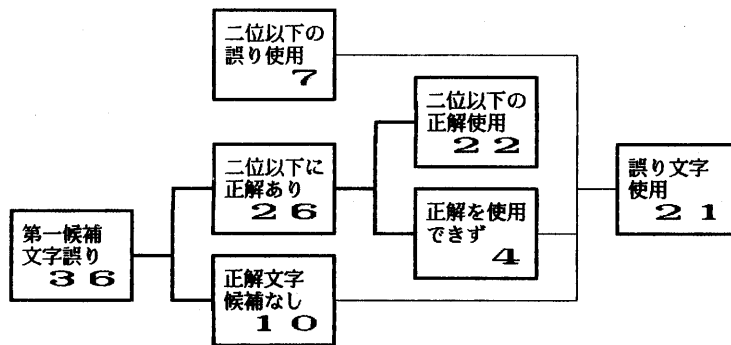 二位以下の
誤り使用
7
二位以下の
正解使用
22
二位以下に
正解あり
26
誤り文字
使用
21
正解を使用
できず
4
第一候補
文字誤り
36
正解文字
候補なし
10